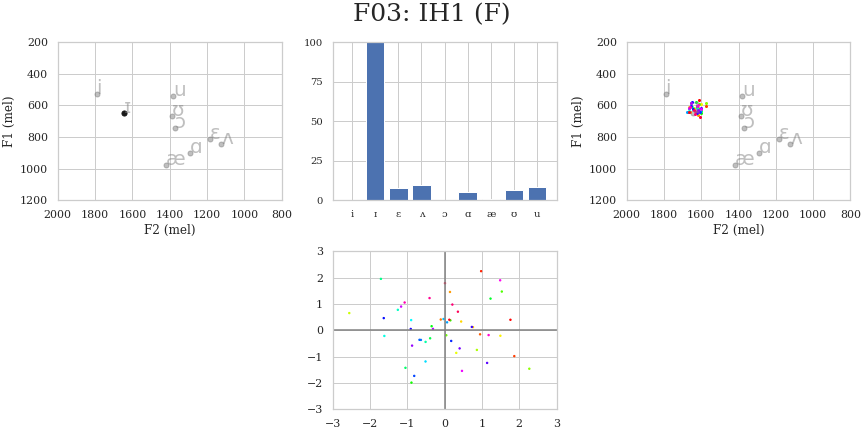 F03: IH1 (F)
200
400
600
800
1000
1200
F1 (mel)
2000 1800 1600 1400 1200 1000 800
F2 (mel)
i
ɪ
u
ʊ
ɔ
ɛ
ʌ
ɑ
æ
100
75
50
25
0
i ɪ ɛ ʌ ɔ ɑ æ ʊ u
200
400
600
800
1000
1200
F1 (mel)
2000 1800 1600 1400 1200 1000 800
F2 (mel)
i
u
ʊ
ɔ
ɛ
ʌ
ɑ
æ
3
2
1
0
−1
−2
−3
−3 −2 −1 0 1 2 3